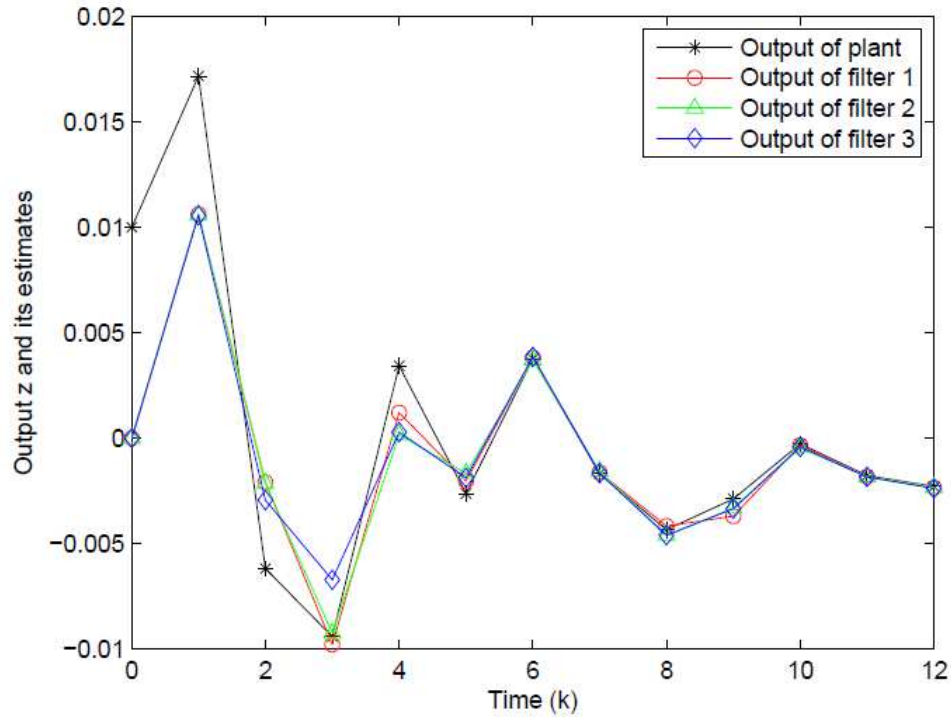 0.02
0.015
0.01
0.005
0
−0.005
−0.01
Output z and its estimates
Output of plant
Output of filter 1
Output of filter 2
Output of filter 3
0 2 4 6 8 10 12
Time (k)